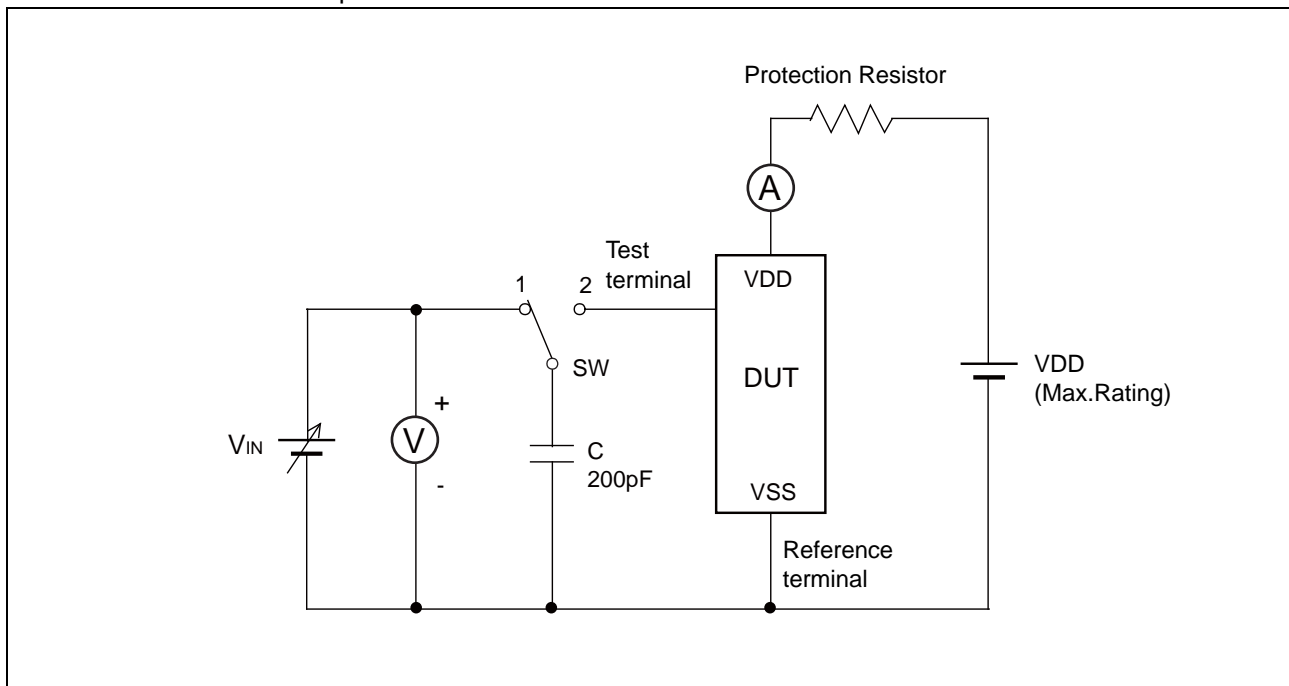 Protection Resistor
A
Test
terminal
1
2
VDD
SW
DUT
VDD
(Max.Rating)
VIN
+
V
-
C
200pF
VSS
Reference
terminal